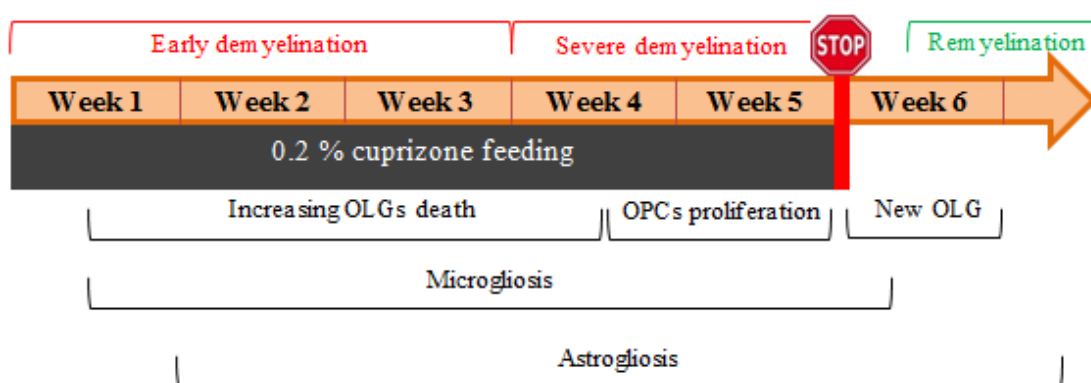 Early demyelination
Severe demyelination
STOP
Remyelination
Week 1
Week 2
Week 3
Week 4
Week 5
Week 6
0.2 % cuprizone feeding
Increasing OLGs death
OPCs proliferation
New OLG
Microgliosis
Astrogliosis